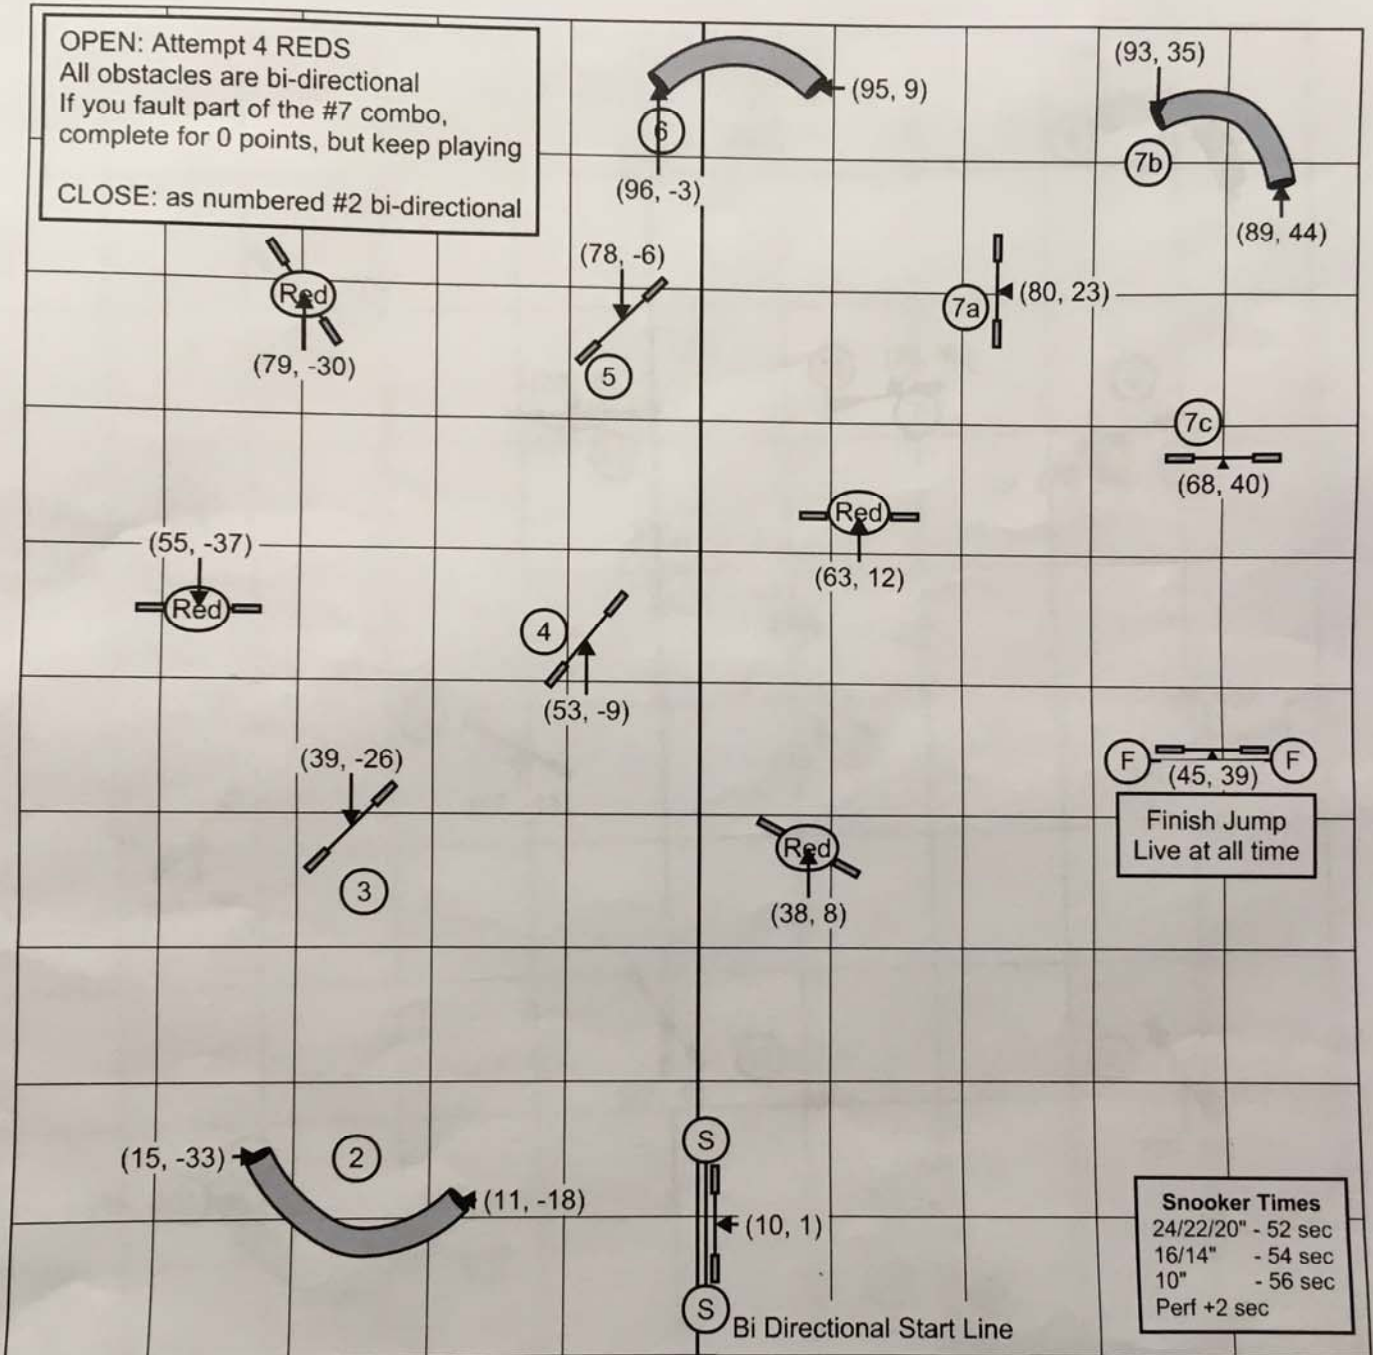 OPEN: Attempt 4 REDS
All obstacles are bi-directional
If you fault part of the #7 combo,
complete for 0 points, but keep playing
CLOSE: as numbered #2 bi-directional
(95, 9)
6
(96, -3)
(93, 35)
7b
(89, 44)
(78, -6)
5
Red
(79, -30)
7a
(80, 23)
7c
(68, 40)
Red
(63, 12)
(55, -37)
Red
4
(53, -9)
(39, -26)
3
F
(45, 39)
F
Finish Jump
Live at all time
Red
(38, 8)
(15, -33)
2
(11, -18)
S
(10, 1)
S
Bi Directional Start Line
Snooker Times
24/22/20" - 52 sec
16/14" - 54 sec
10" - 56 sec
Perf +2 sec